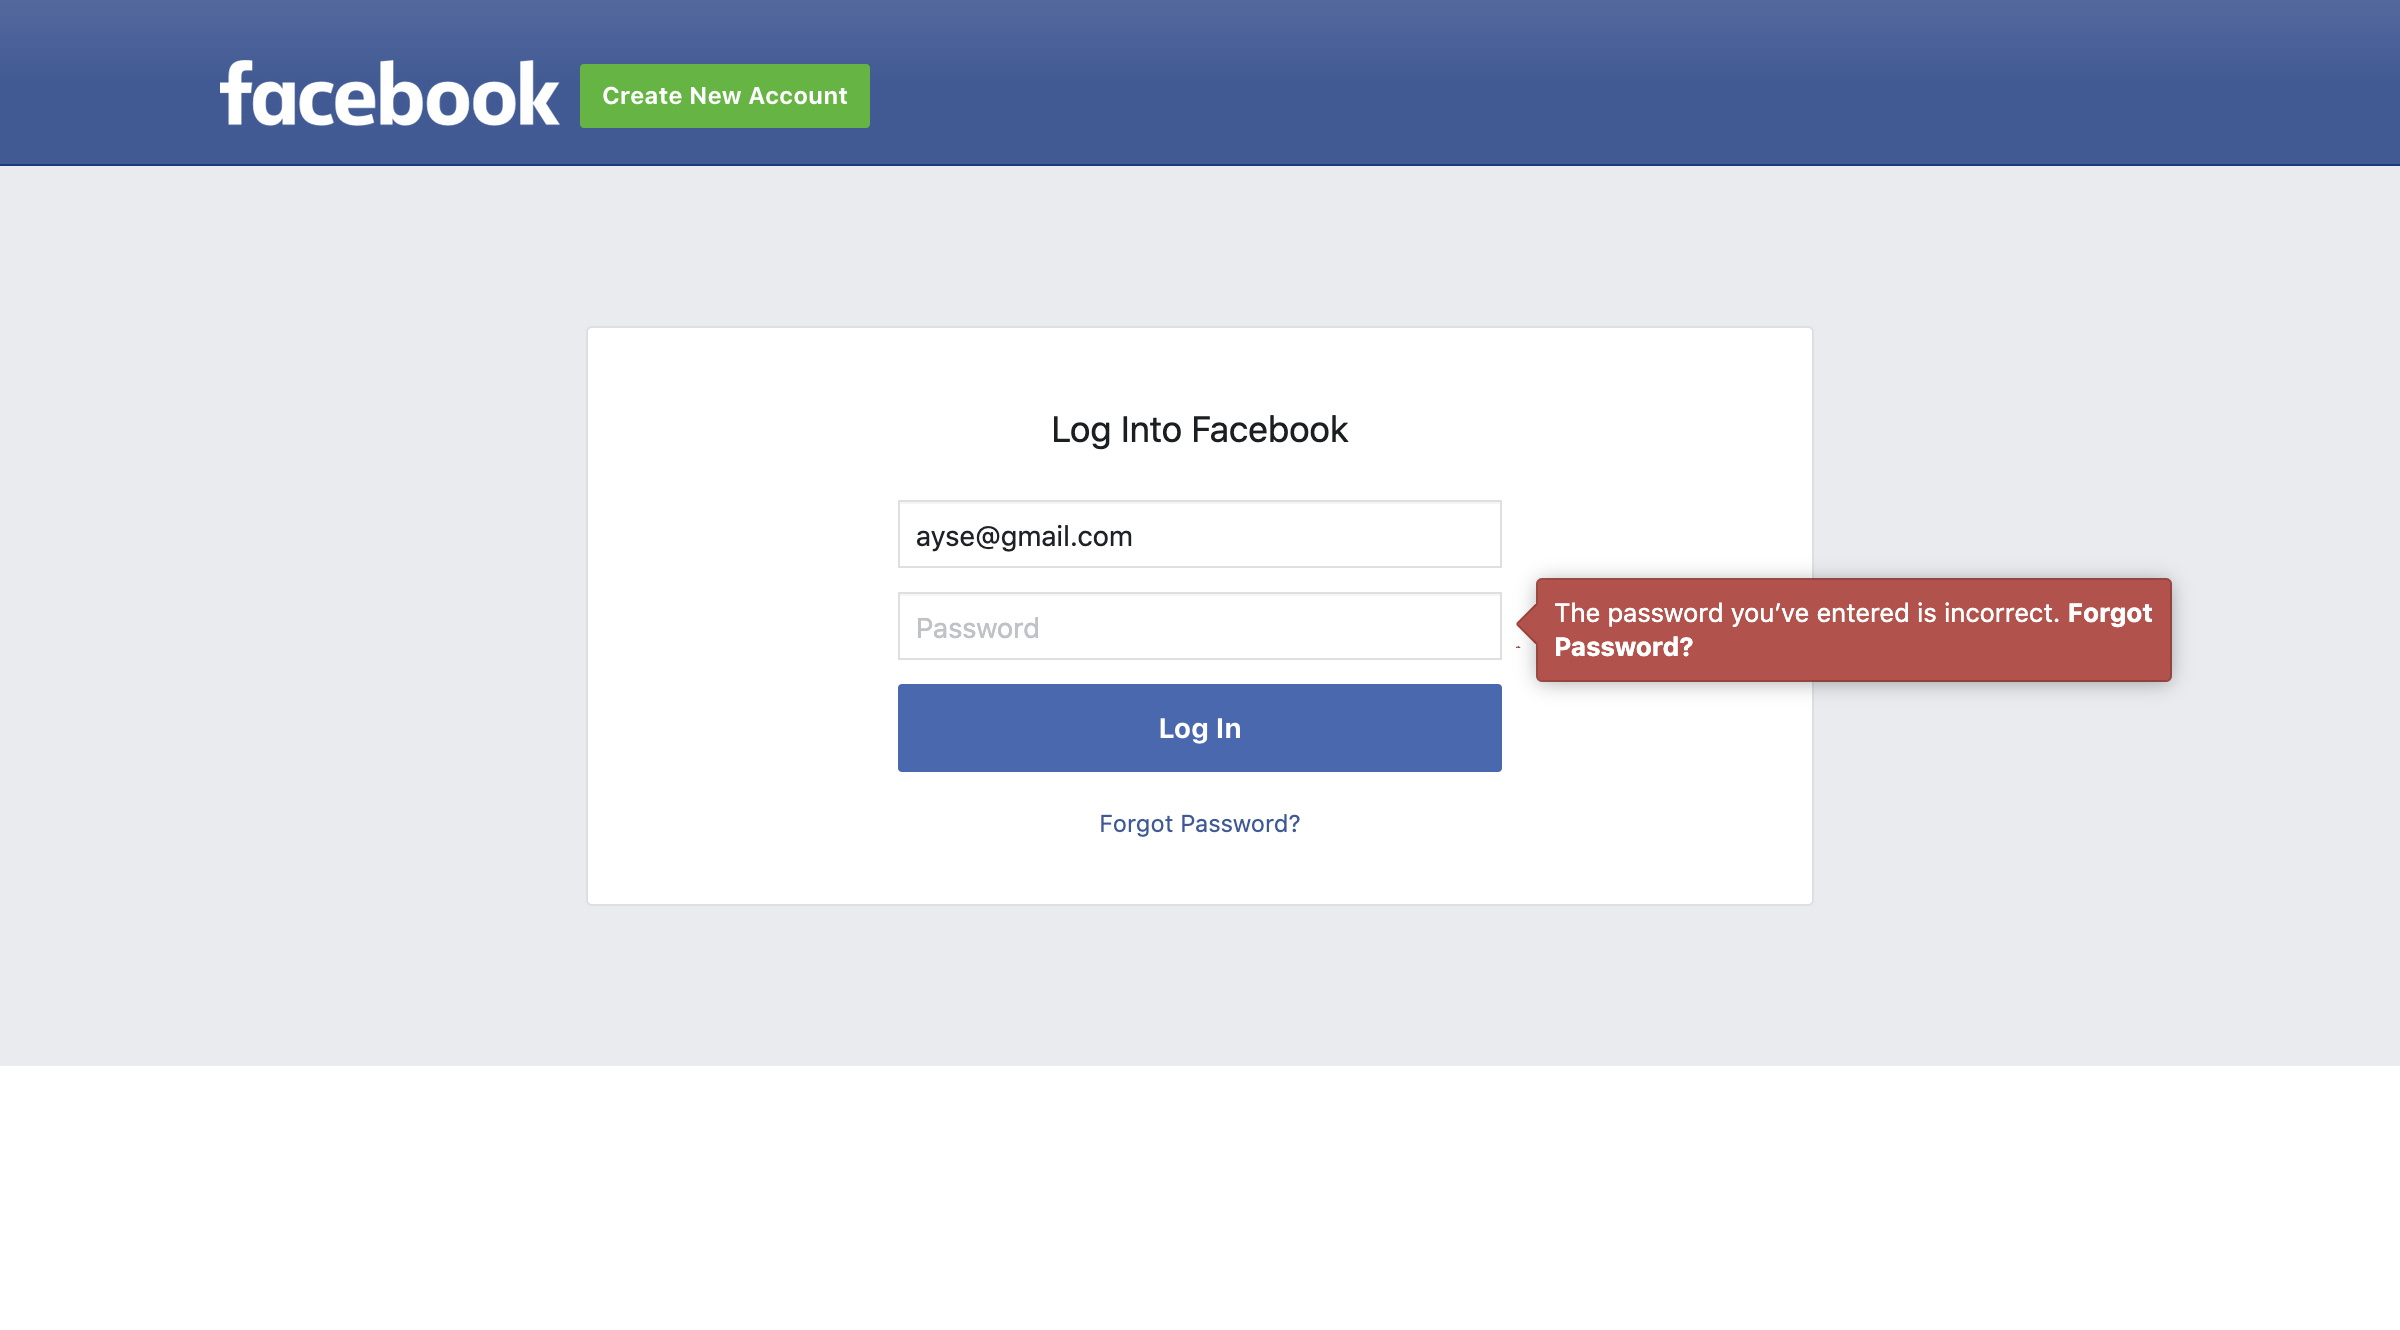 facebook
Create New Account
Log Into Facebook
ayse@gmail.com
Password
The password you’ve entered is incorrect. Forgot
Password?
Log In
Forgot Password?